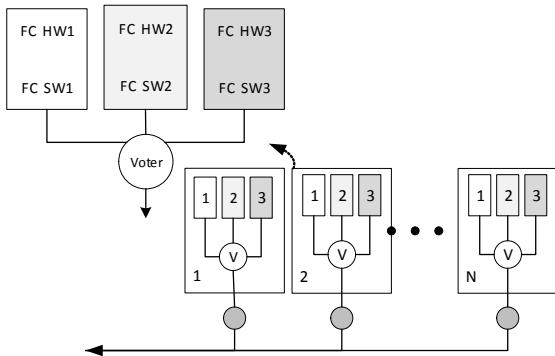 FC HW1
FC HW2
FC HW3
FC SW1
FC SW2
FC SW3
Voter
1 2 3
V
1
1 2 3
V
2
1 2 3
V
N